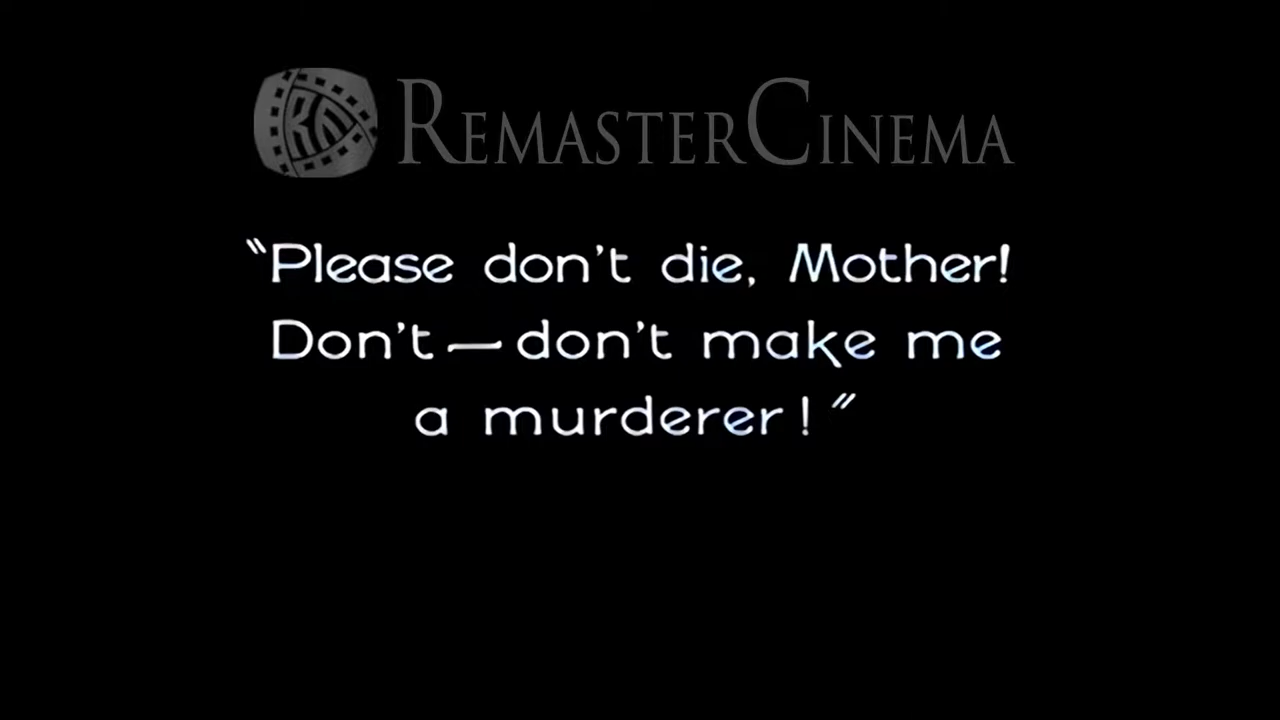 REMASTERCINEMA
"Please don't die, Mother!
Don't — don't make me
a murderer!"